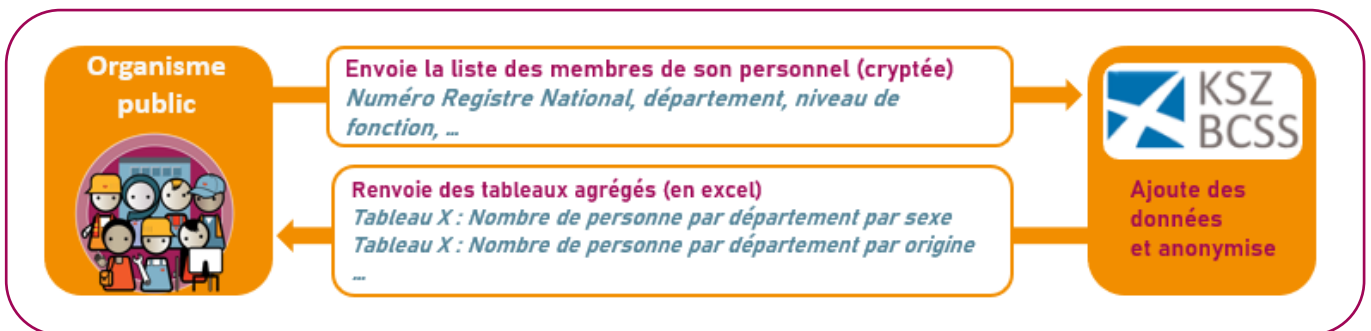 Organisme
public
Envoie la liste des membres de son personnel (cryptée)
Numéro Registre National, département, niveau de
fonction, ...
KSZ
BCSS
Renvoie des tableaux agrégés (en excel)
Tableau X : Nombre de personne par département par sexe
Tableau X : Nombre de personne par département par origine
...
Ajoute des
données
et anonymise